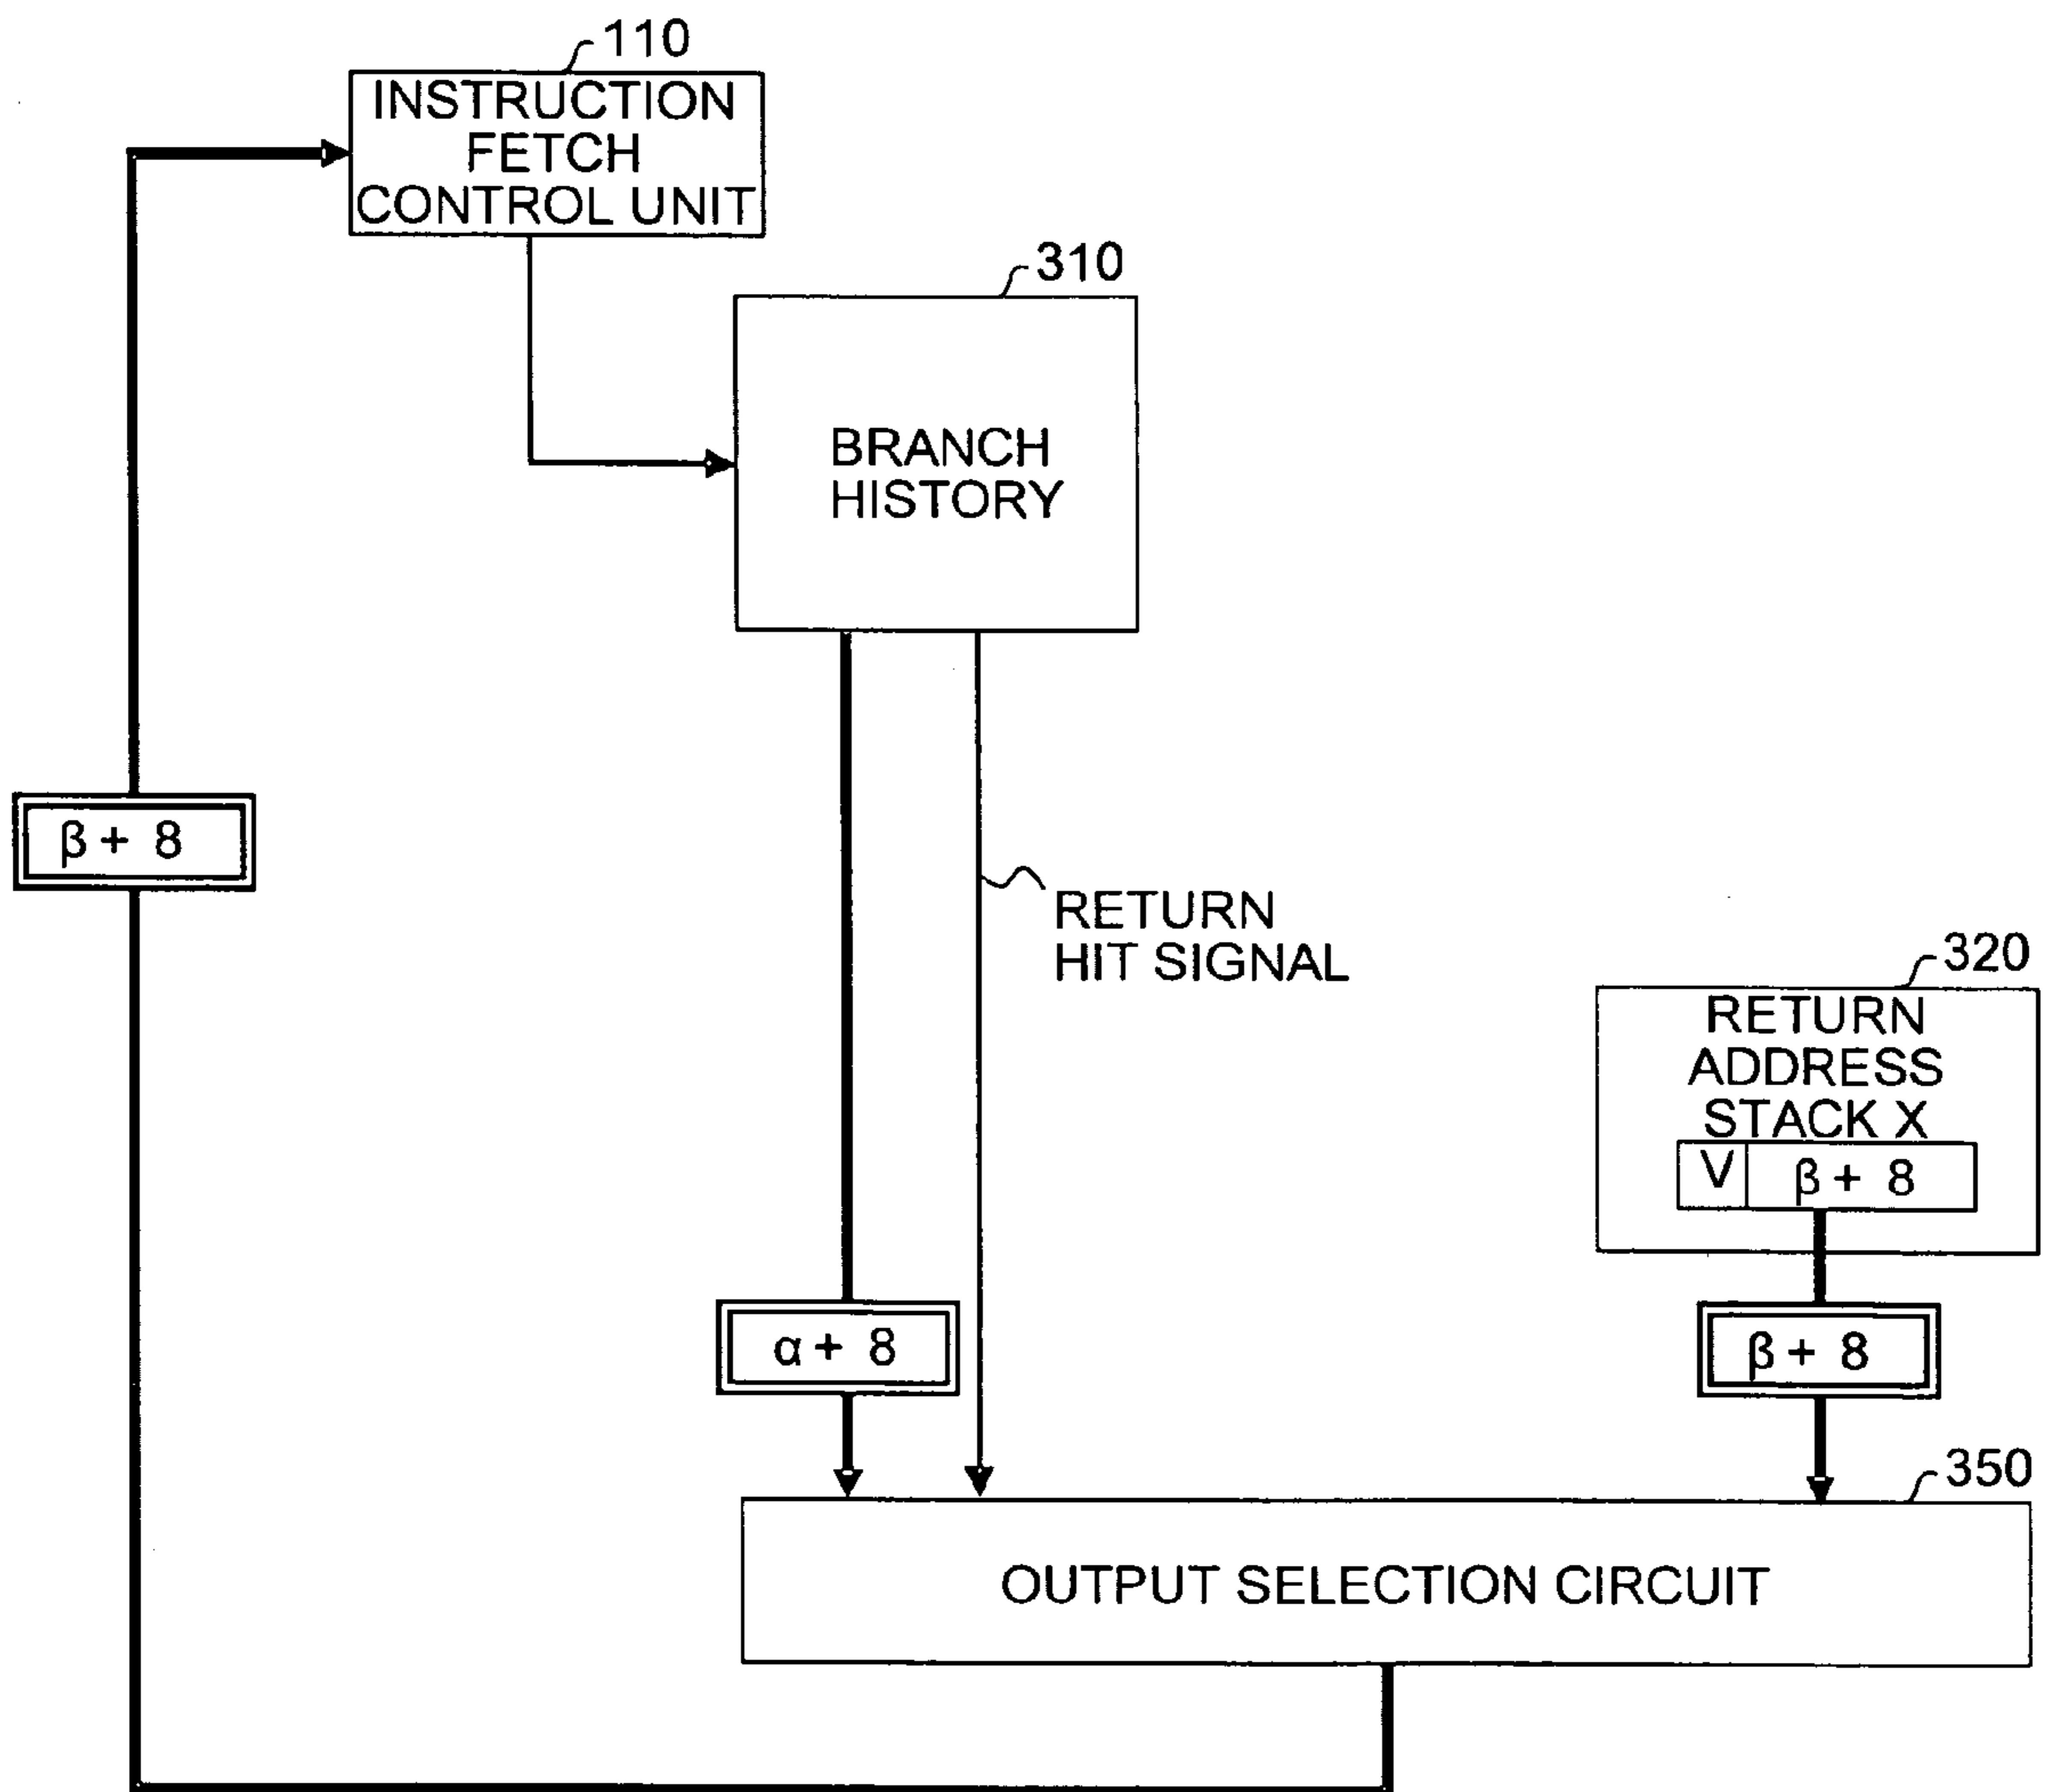 110
INSTRUCTION
FETCH
CONTROL UNIT
310
BRANCH
HISTORY
β + 8
RETURN
HIT SIGNAL
320
RETURN
ADDRESS
STACK X
V β + 8
α + 8
β + 8
350
OUTPUT SELECTION CIRCUIT